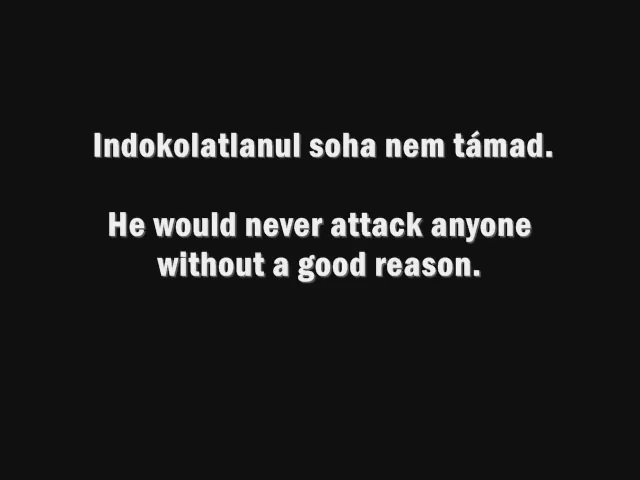 Indokolatlanul soha nem támad.
He would never attack anyone
without a good reason.